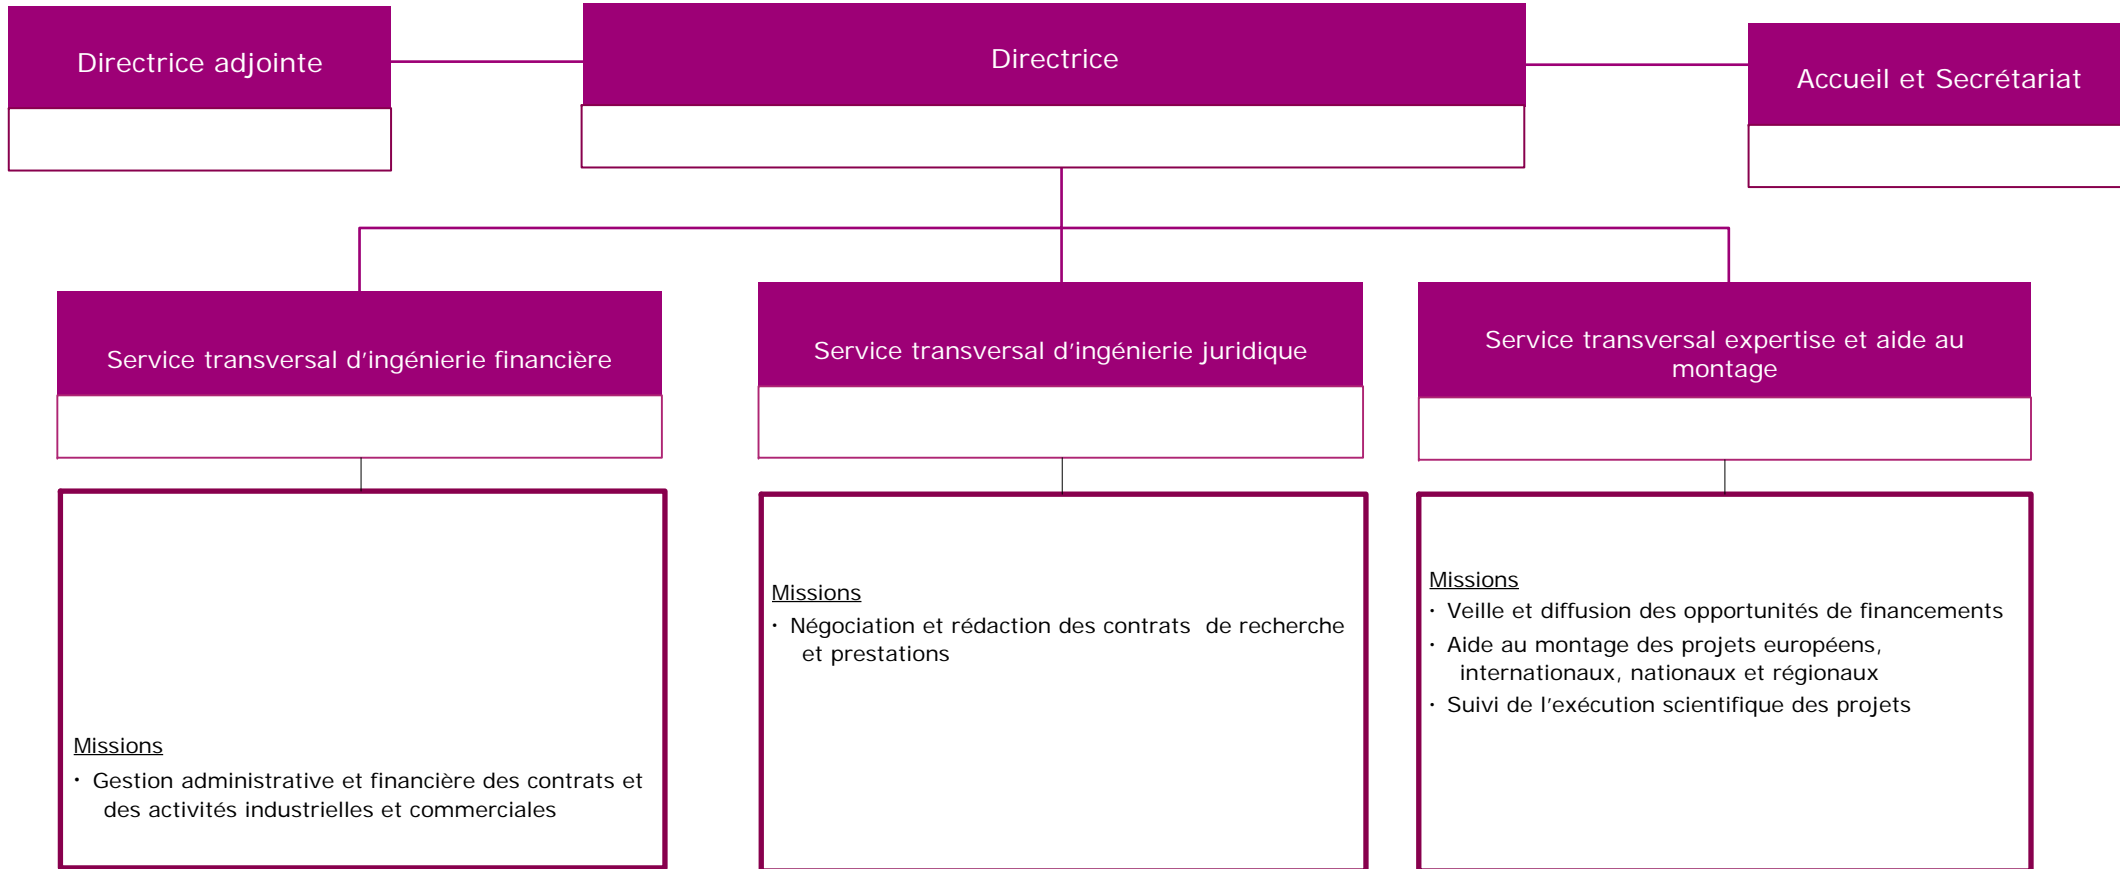 Directrice adjointe
Directrice
Accueil et Secrétariat
Service transversal d'ingénierie financière
Service transversal d'ingénierie juridique
Service transversal expertise et aide au
montage
Missions
· Gestion administrative et financière des contrats et
des activités industrielles et commerciales
Missions
· Négociation et rédaction des contrats  de recherche
et prestations
Missions
· Veille et diffusion des opportunités de financements
· Aide au montage des projets européens,
internationaux, nationaux et régionaux
· Suivi de l'exécution scientifique des projets